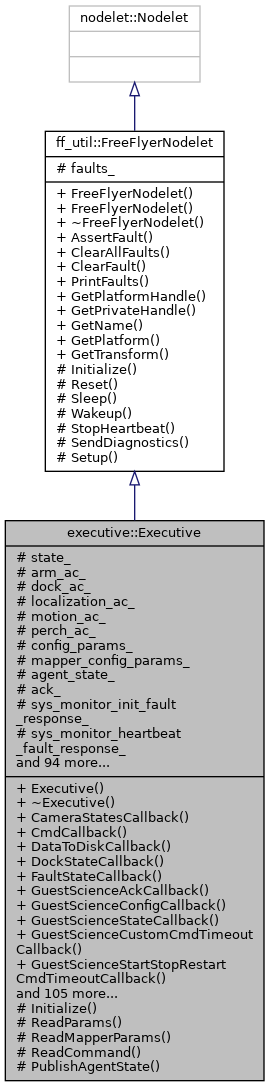 nodelet::Nodelet
ff_util::FreeFlyerNodelet
# faults_
+ FreeFlyerNodelet()
+ FreeFlyerNodelet()
+ ~FreeFlyerNodelet()
+ AssertFault()
+ ClearAllFaults()
+ ClearFault()
+ PrintFaults()
+ GetPlatformHandle()
+ GetPrivateHandle()
+ GetName()
+ GetPlatform()
+ GetTransform()
# Initialize()
# Reset()
# Sleep()
# Wakeup()
# StopHeartbeat()
# SendDiagnostics()
# Setup()
executive::Executive
# state_
# arm_ac_
# dock_ac_
# localization_ac_
# motion_ac_
# perch_ac_
# config_params_
# mapper_config_params_
# agent_state_
# ack_
# sys_monitor_init_fault
_response_
# sys_monitor_heartbeat
_fault_response_
and 94 more...
+ Executive()
+ ~Executive()
+ CameraStatesCallback()
+ CmdCallback()
+ DataToDiskCallback()
+ DockStateCallback()
+ FaultStateCallback()
+ GuestScienceAckCallback()
+ GuestScienceConfigCallback()
+ GuestScienceStateCallback()
+ GuestScienceCustomCmdTimeout
Callback()
+ GuestScienceStartStopRestart
CmdTimeoutCallback()
and 105 more...
# Initialize()
# ReadParams()
# ReadMapperParams()
# ReadCommand()
# PublishAgentState()